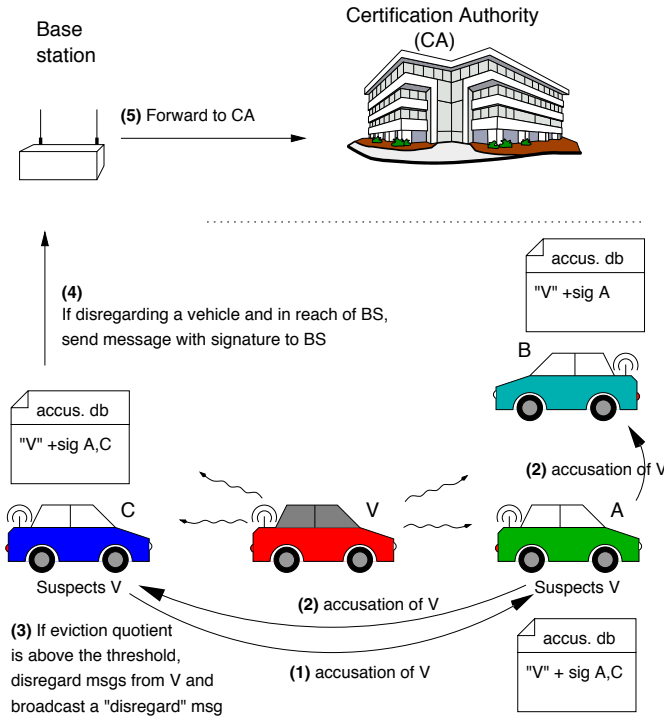 Base
station
Certification Authority
(CA)
(5) Forward to CA
accus. db
"V" +sig A
(4)
If disregarding a vehicle and in reach of BS,
send message with signature to BS
B
accus. db
"V" +sig A,C
(2) accusation of V
C
V
A
Suspects V
Suspects V
(2) accusation of V
(3) If eviction quotient
is above the threshold,
disregard msgs from V and
broadcast a "disregard" msg
(1) accusation of V
accus. db
"V" + sig A,C